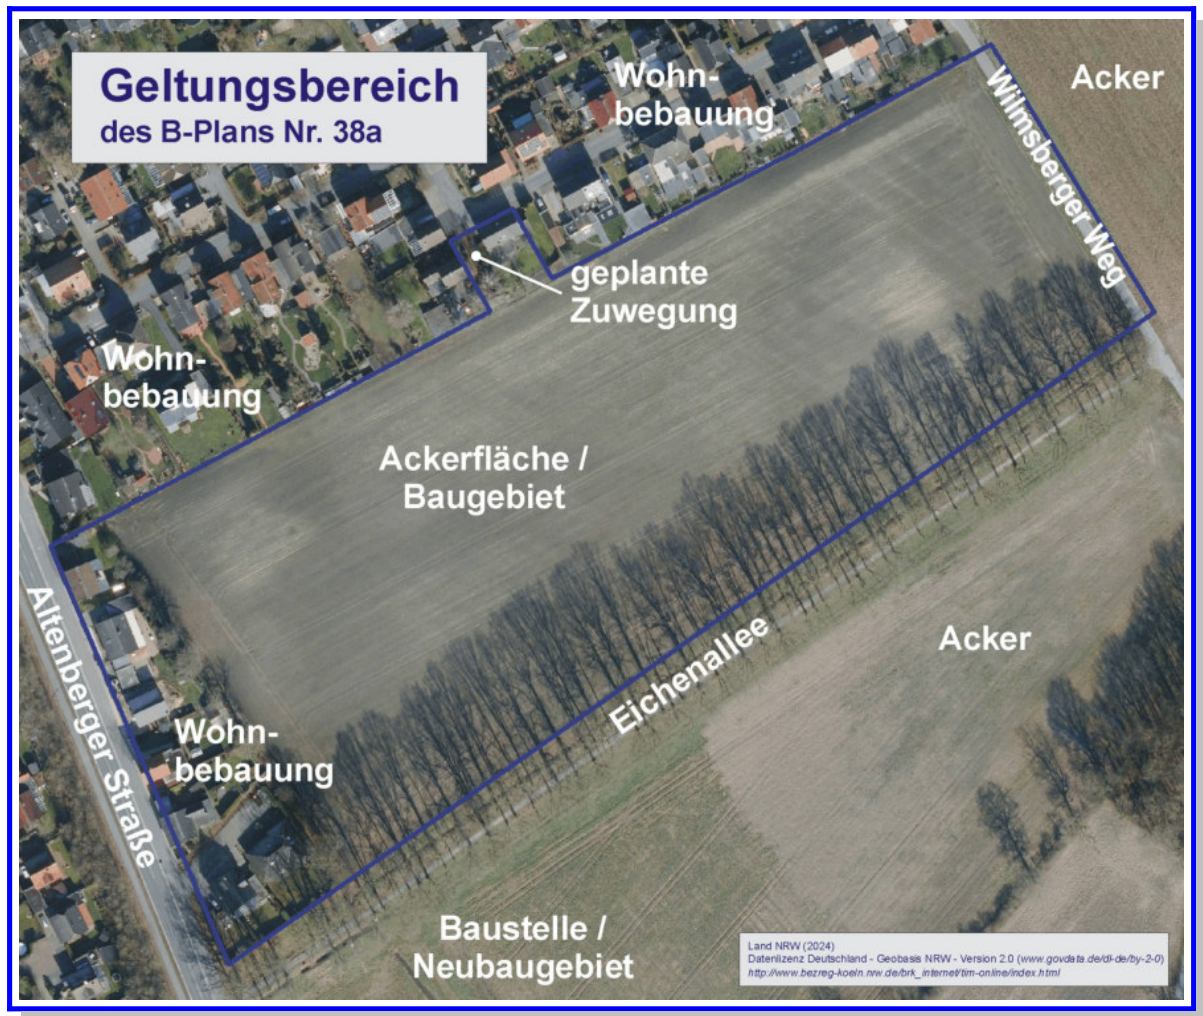 Geltungsbereich
des B-Plans Nr. 38a
Wohn-
bebauung
Acker
Wilmsberger Weg
geplante
Zuwegung
Wohn-
bebauung
Ackerfläche /
Baugebiet
Altenberger Straße
Eichenallee
Acker
Wohn-
bebauung
Baustelle /
Neubaugebiet
Land NRW (2024)
Datenlizenz Deutschland - Geobasis NRW - Version 2.0 (www.govdata.de/dl-de/by-2-0)
http://www.bezreg-koeln.nrw.de/brk_internet/tim-online/index.html